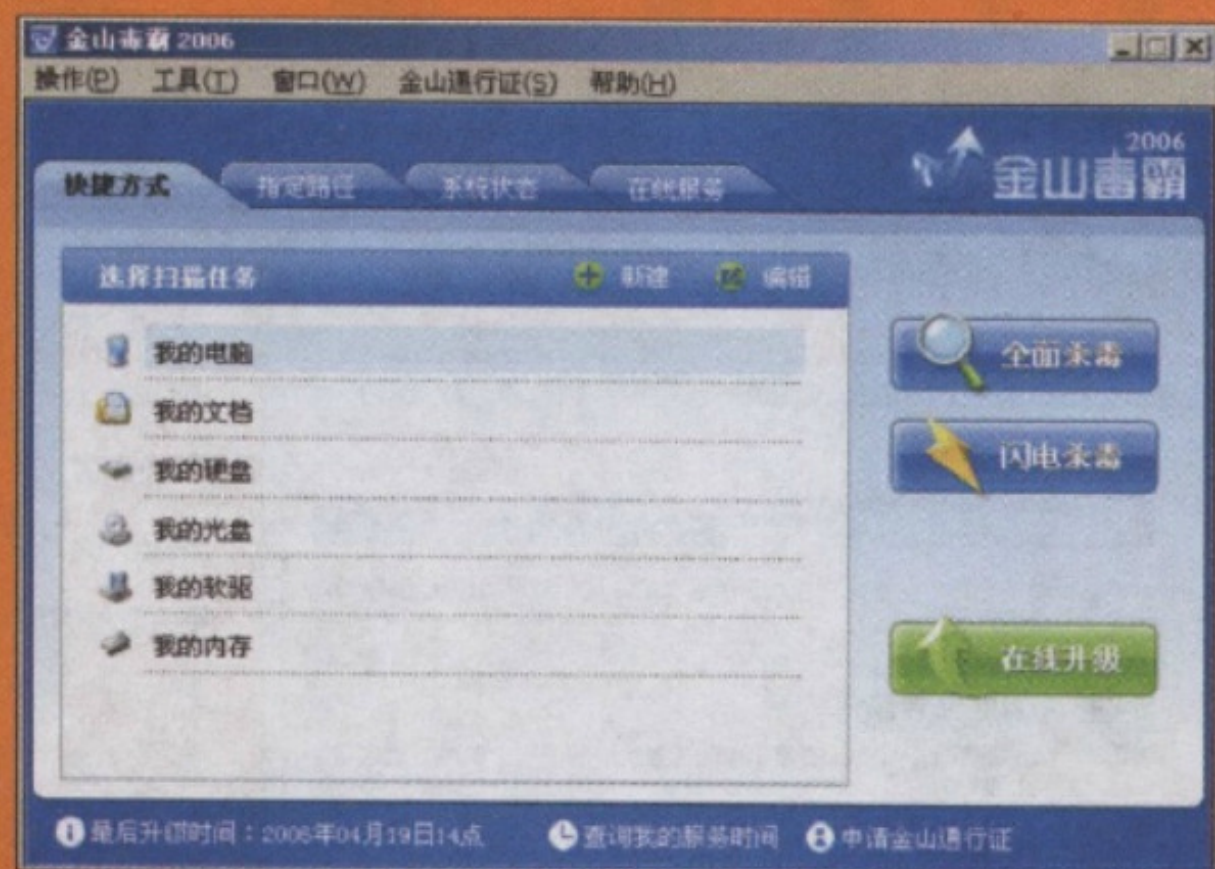 金山毒霸 2006
操作(P) 工具(T) 窗口(W) 金山通行证(S) 帮助(H)
2006
金山毒霸
快捷方式 指定路径 系统状态 在线服务
选择扫描任务 新建 编辑
我的电脑
我的文档
我的硬盘
我的光盘
我的软驱
我的内存
全面杀毒
闪电杀毒
在线升级
最后升级时间：2006年04月19日14点 查询我的服务时间 申请金山通行证